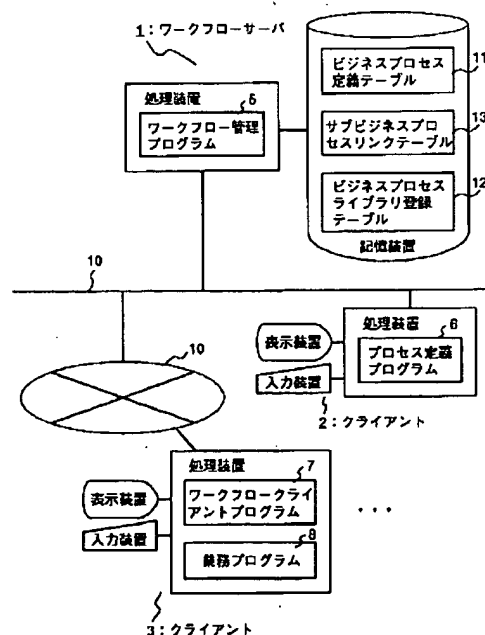 1：ワークフローサーバ
処理装置
5
ワークフロー管理
プログラム
ビジネスプロセス
定義テーブル
11
サブビジネスプロ
セスリンクテーブル
13
ビジネスプロセス
ライブラリ登録
テーブル
12
記憶装置
10
10
処理装置
6
プロセス定義
プログラム
表示装置
入力装置
2：クライアント
処理装置
7
ワークフロークライ
アントプログラム
8
業務プログラム
表示装置
入力装置
...
3：クライアント